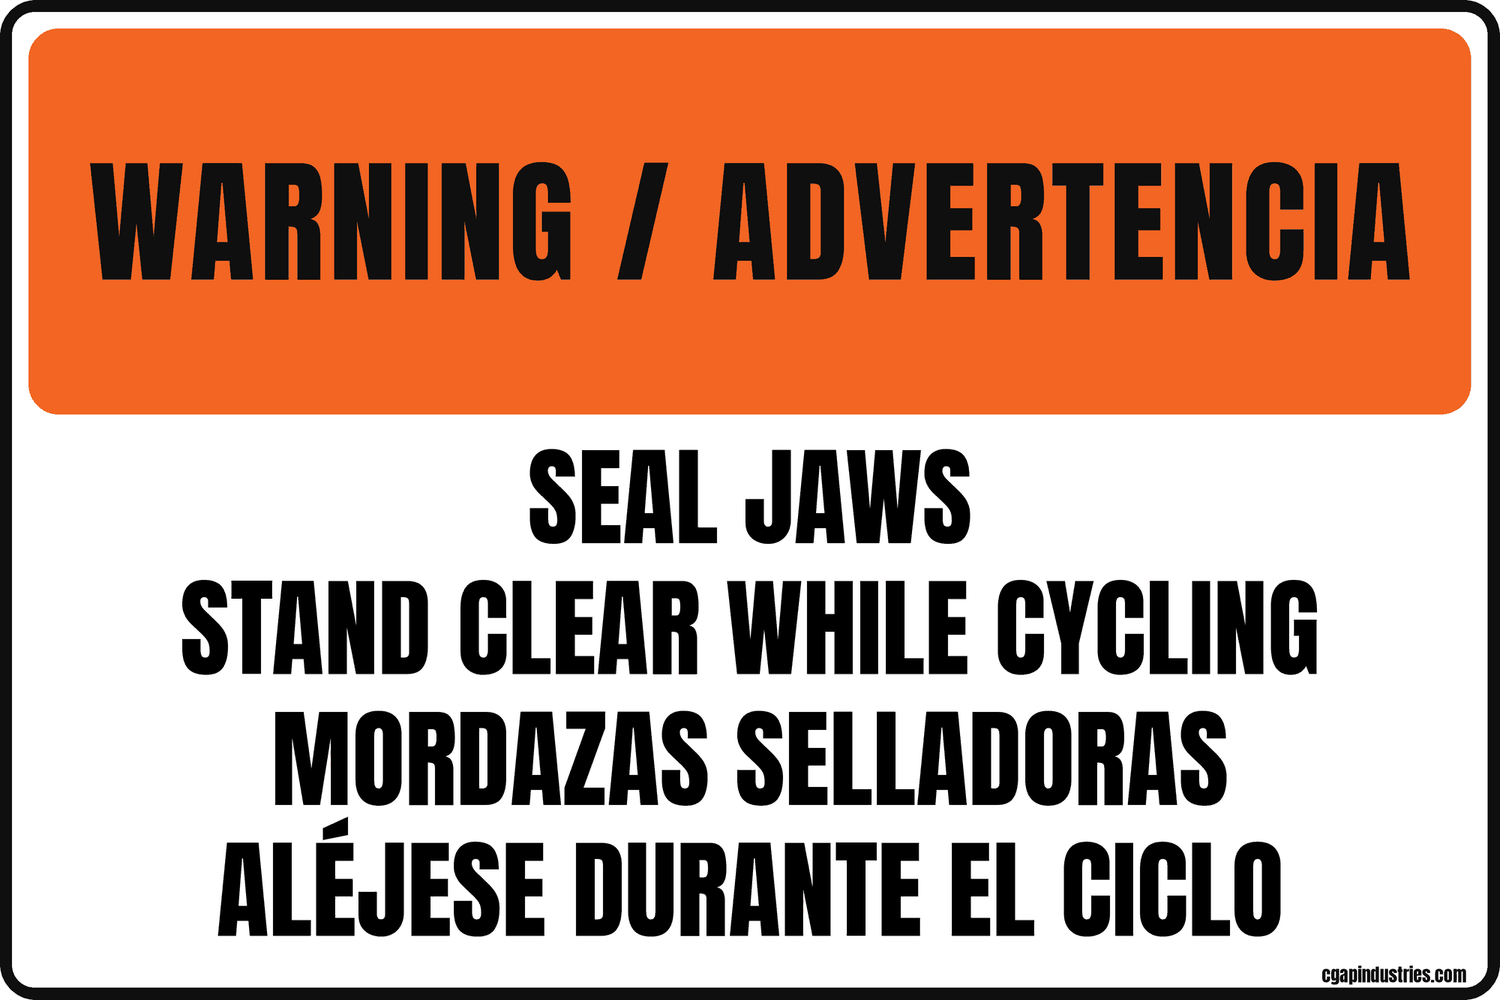 WARNING / ADVERTENCIA
SEAL JAWS
STAND CLEAR WHILE CYCLING
MORDAZAS SELLADORAS
ALÉJESE DURANTE EL CICLO
cgapindustries.com